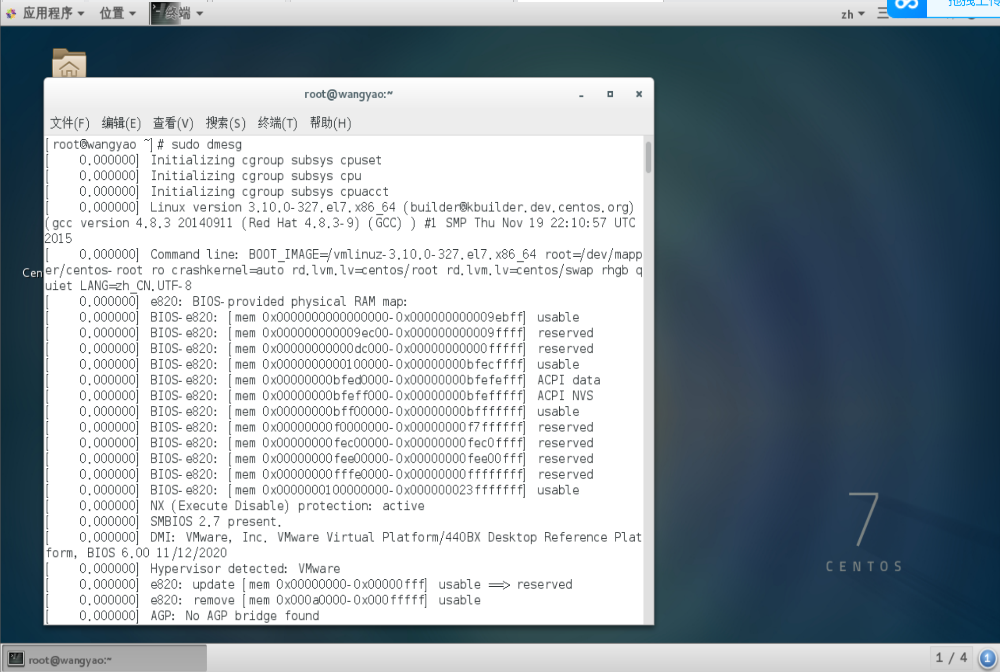 应用程序 位置 终端 zh
root@wangyao:~
文件(F) 编辑(E) 查看(V) 搜索(S) 终端(T) 帮助(H)
[root@wangyao ~]# sudo dmesg
[    0.000000] Initializing cgroup subsys cpuset
[    0.000000] Initializing cgroup subsys cpu
[    0.000000] Initializing cgroup subsys cpuacct
[    0.000000] Linux version 3.10.0-327.el7.x86_64 (builder@kbuilder.dev.centos.org)
(gcc version 4.8.3 20140911 (Red Hat 4.8.3-9) (GCC) ) #1 SMP Thu Nov 19 22:10:57 UTC
2015
[    0.000000] Command line: BOOT_IMAGE=/vmlinuz-3.10.0-327.el7.x86_64 root=/dev/mapp
er/centos-root ro crashkernel=auto rd.lvm.lv=centos/root rd.lvm.lv=centos/swap rhgb q
uiet LANG=zh_CN.UTF-8
[    0.000000] e820: BIOS-provided physical RAM map:
[    0.000000] BIOS-e820: [mem 0x0000000000000000-0x000000000009ebff] usable
[    0.000000] BIOS-e820: [mem 0x000000000009ec00-0x000000000009ffff] reserved
[    0.000000] BIOS-e820: [mem 0x00000000000dc000-0x00000000000fffff] reserved
[    0.000000] BIOS-e820: [mem 0x0000000000100000-0x00000000bfecffff] usable
[    0.000000] BIOS-e820: [mem 0x00000000bfed0000-0x00000000bfefefff] ACPI data
[    0.000000] BIOS-e820: [mem 0x00000000bfeff000-0x00000000bfefffff] ACPI NVS
[    0.000000] BIOS-e820: [mem 0x00000000bff00000-0x00000000bfffffff] usable
[    0.000000] BIOS-e820: [mem 0x00000000f0000000-0x00000000f7ffffff] reserved
[    0.000000] BIOS-e820: [mem 0x00000000fec00000-0x00000000fec0ffff] reserved
[    0.000000] BIOS-e820: [mem 0x00000000fee00000-0x00000000fee00fff] reserved
[    0.000000] BIOS-e820: [mem 0x00000000fffe0000-0x00000000ffffffff] reserved
[    0.000000] BIOS-e820: [mem 0x0000000100000000-0x000000023fffffff] usable
[    0.000000] NX (Execute Disable) protection: active
[    0.000000] SMBIOS 2.7 present.
[    0.000000] DMI: VMware, Inc. VMware Virtual Platform/440BX Desktop Reference Plat
form, BIOS 6.00 11/12/2020
[    0.000000] Hypervisor detected: VMware
[    0.000000] e820: update [mem 0x00000000-0x00000fff] usable ==> reserved
[    0.000000] e820: remove [mem 0x000a0000-0x000fffff] usable
[    0.000000] AGP: No AGP bridge found
Cen
7
CENTOS
root@wangyao:~
1 / 4
1